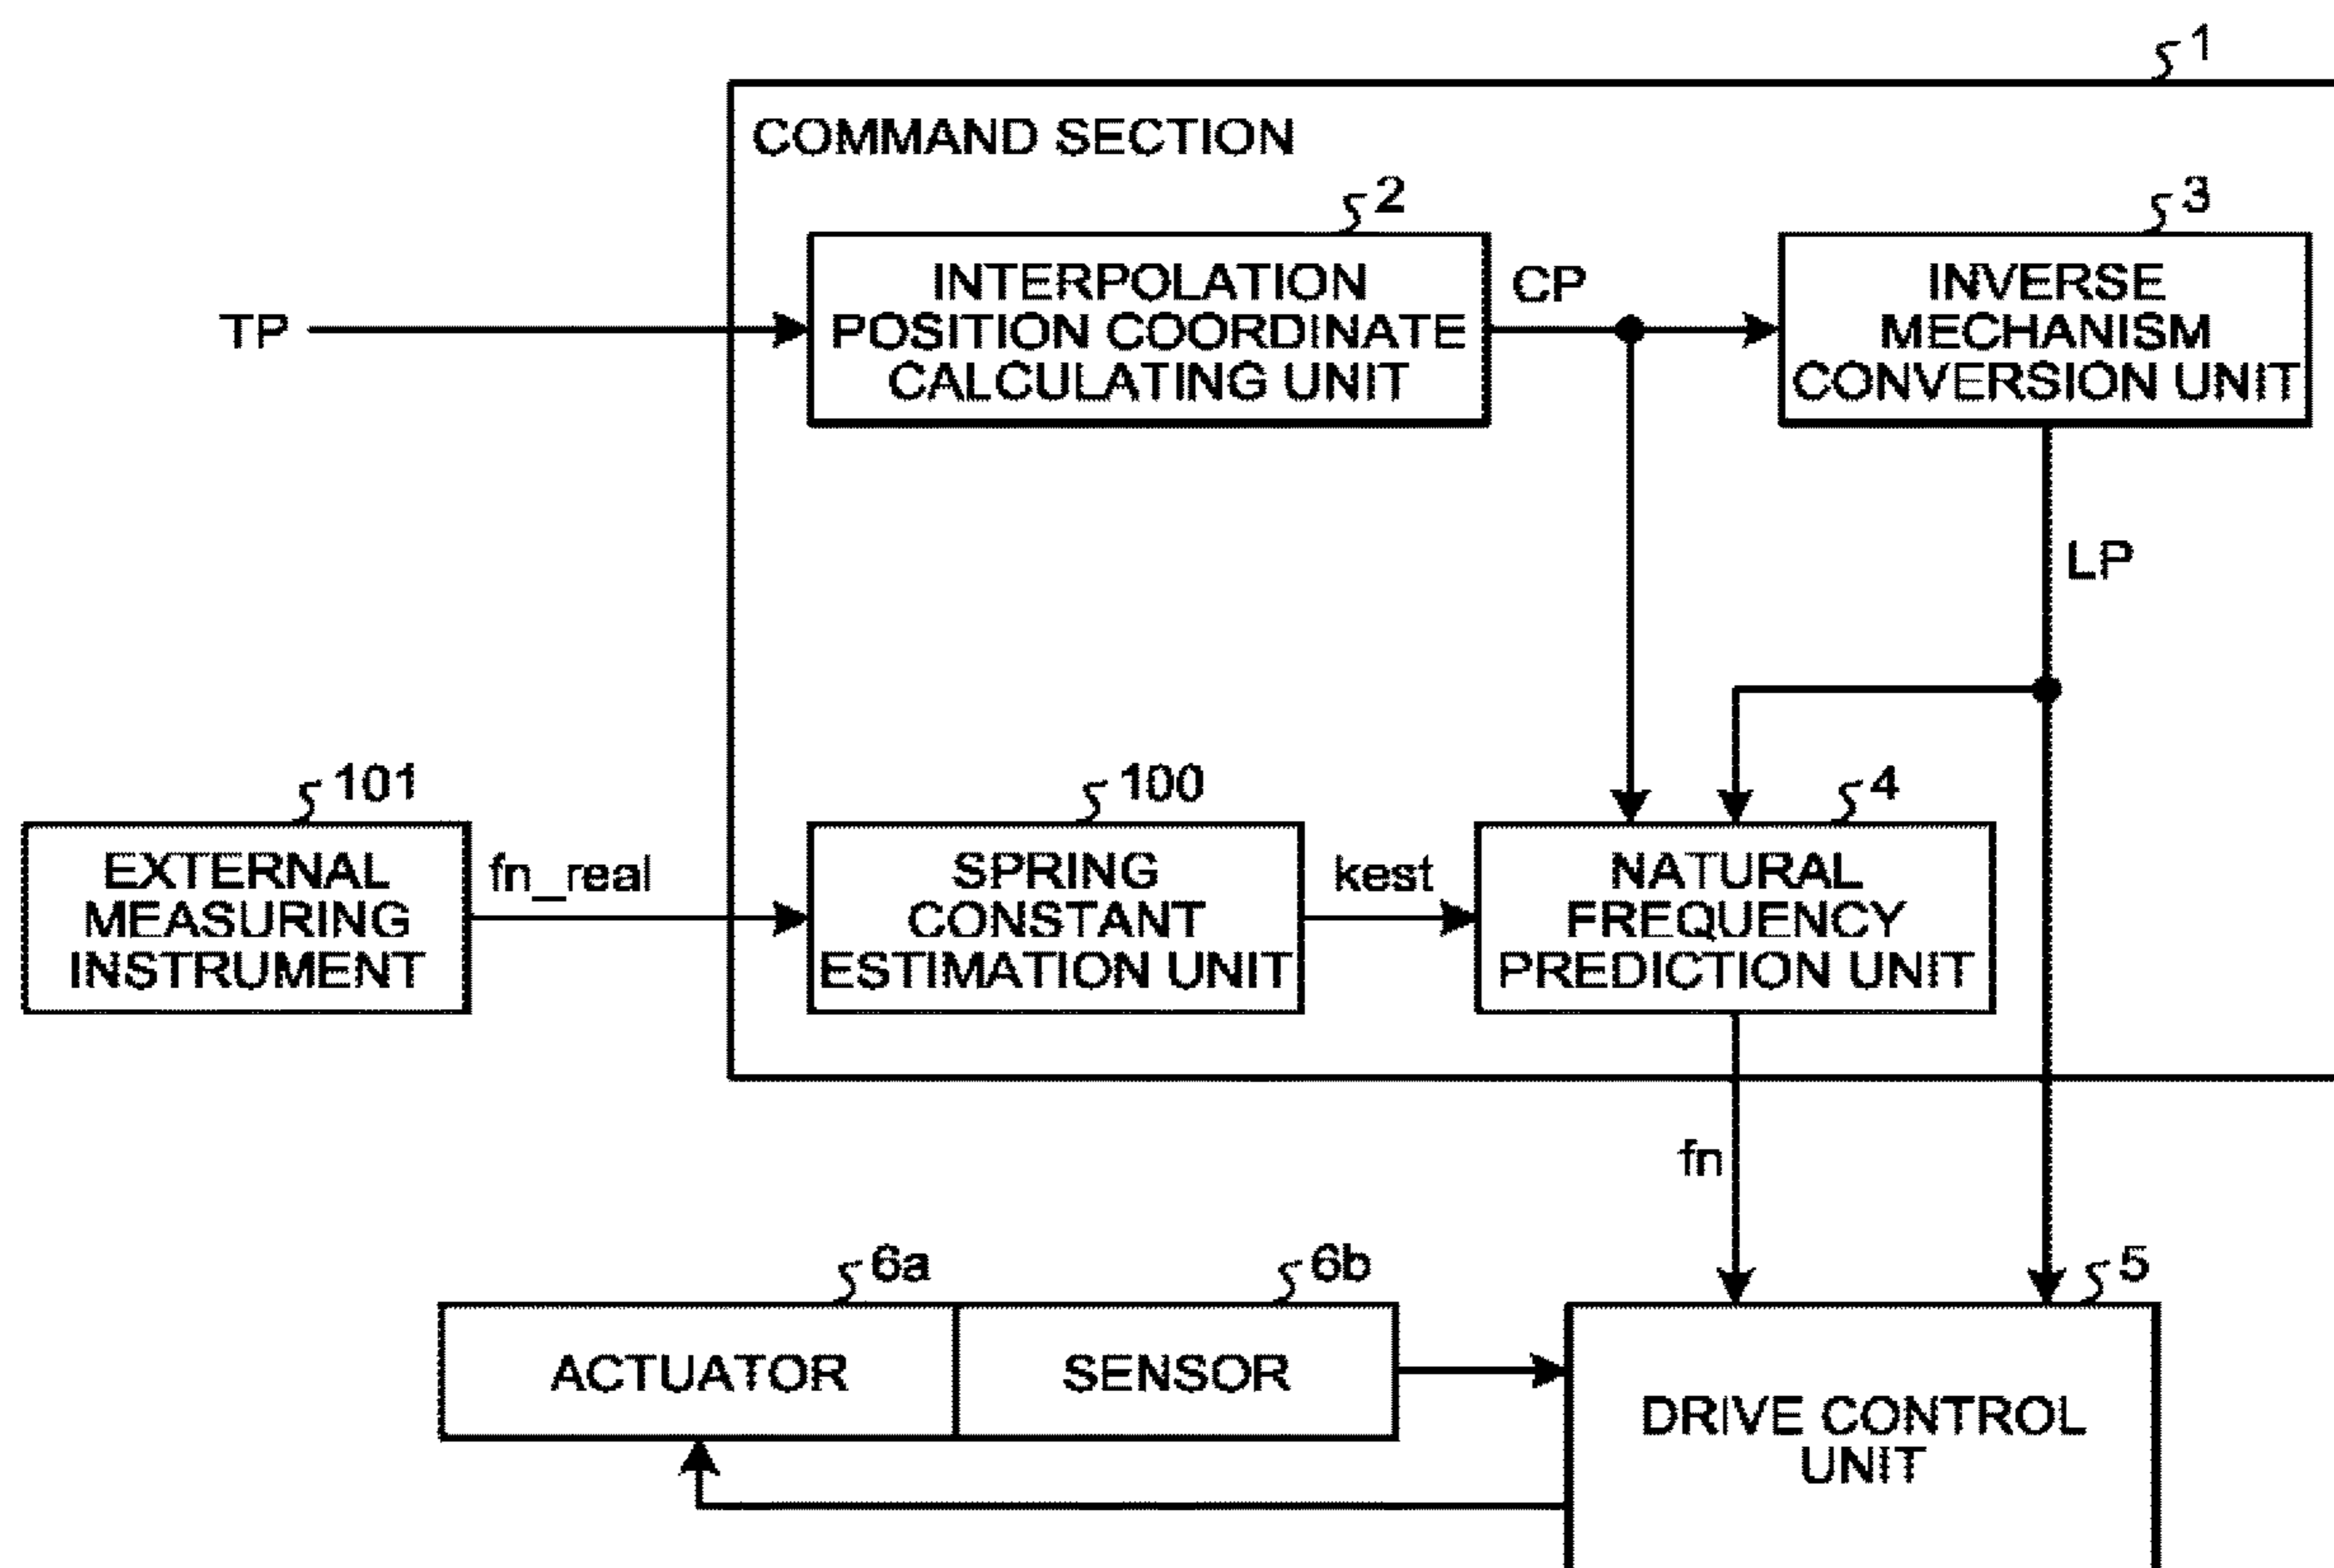 1
COMMAND SECTION
2
3
INTERPOLATION
POSITION COORDINATE
CALCULATING UNIT
CP
INVERSE
MECHANISM
CONVERSION UNIT
TP
LP
101
100
4
EXTERNAL
MEASURING
INSTRUMENT
fn_real
SPRING
CONSTANT
ESTIMATION UNIT
kest
NATURAL
FREQUENCY
PREDICTION UNIT
fn
6a
6b
5
ACTUATOR
SENSOR
DRIVE CONTROL
UNIT